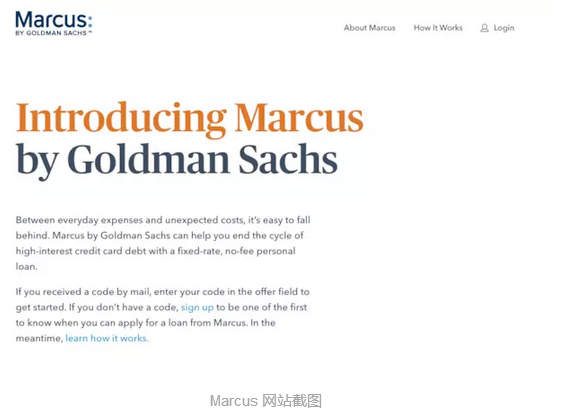 Marcus:
BY GOLDMAN SACHS
About Marcus How It Works Login
Introducing Marcus
by Goldman Sachs
Between everyday expenses and unexpected costs, it's easy to fall
behind. Marcus by Goldman Sachs can help you end the cycle of
high-interest credit card debt with a fixed-rate, no-fee personal
loan.
If you received a code by mail, enter your code in the offer field to
get started. If you don't have a code, sign up to be one of the first
to know when you can apply for a loan from Marcus. In the
meantime, learn how it works.
Marcus 网站截图